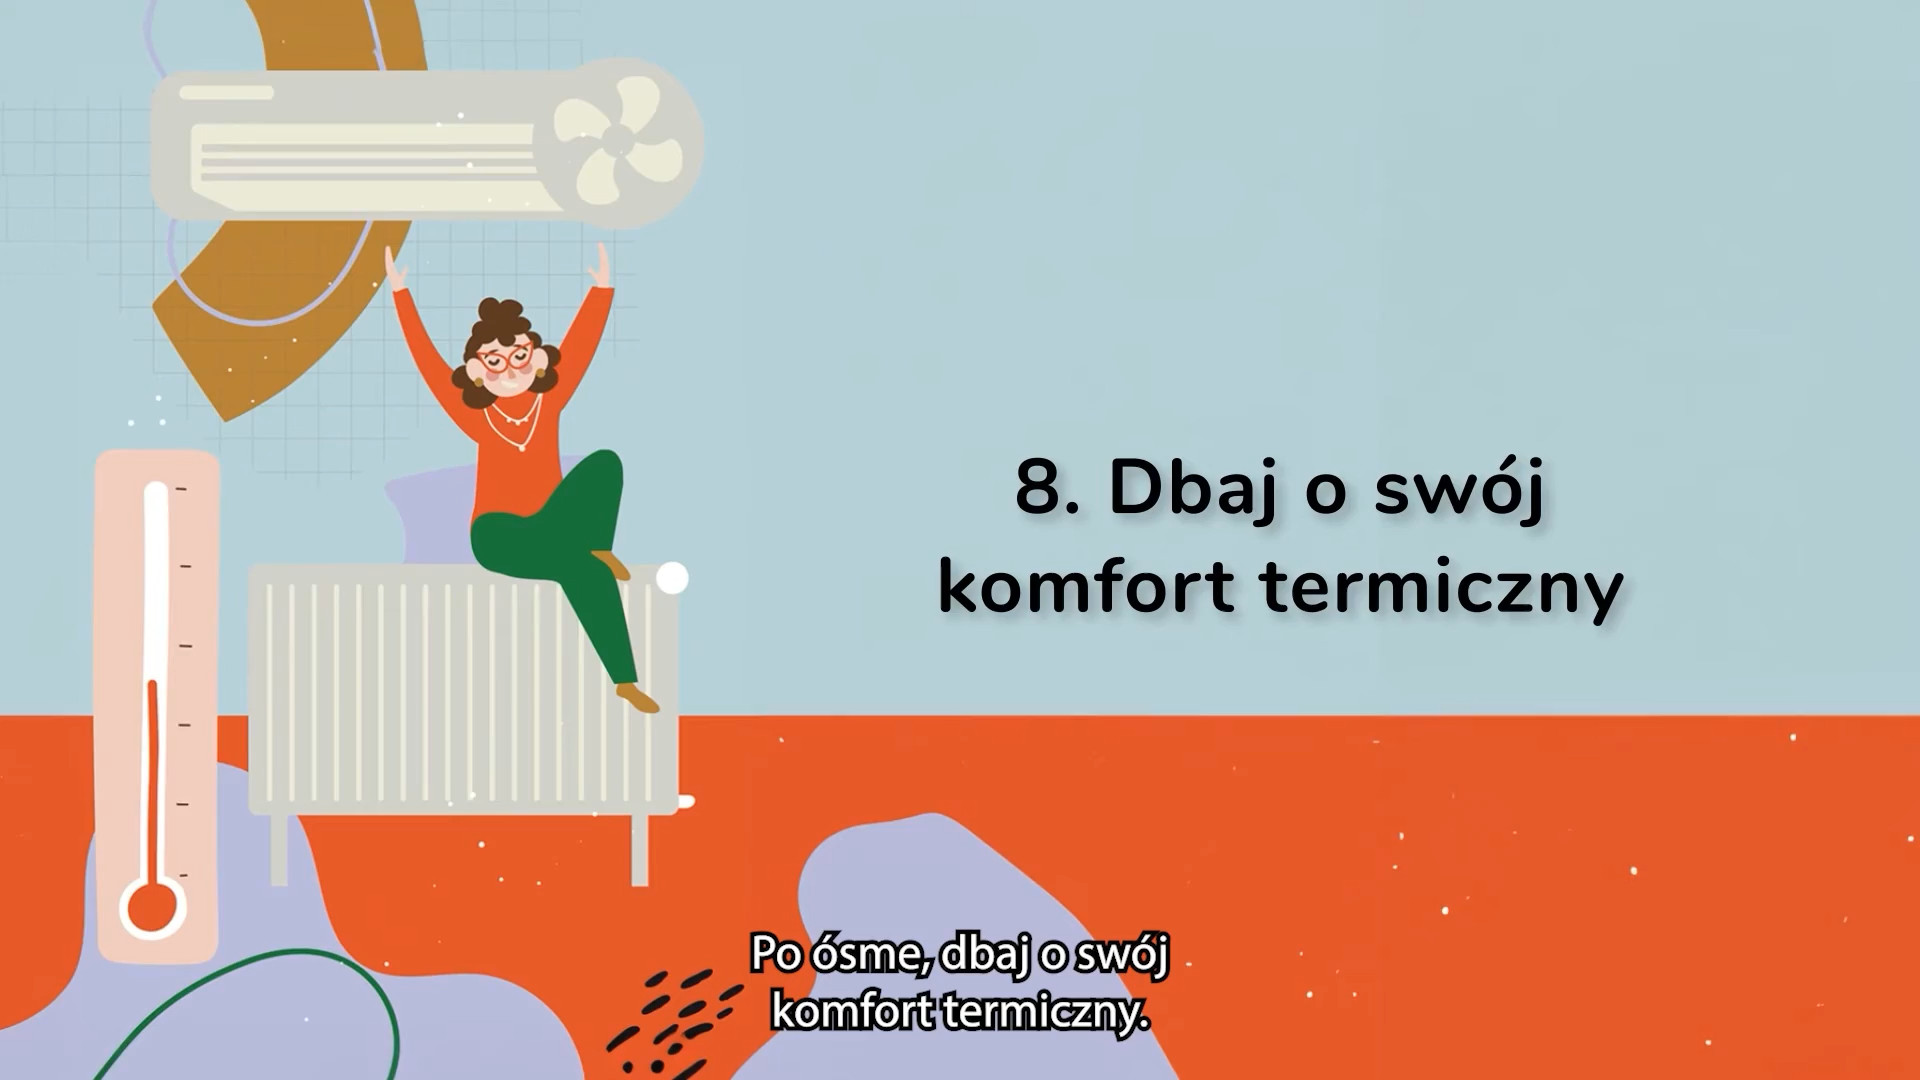 8. Dbaj o swój
komfort termiczny
Po ósme, dbaj o swój
komfort termiczny.